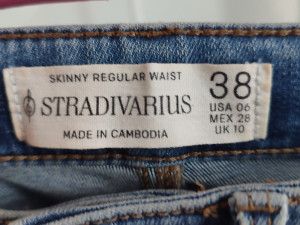 SKINNY REGULAR WAIST
STRADIVARIUS
MADE IN CAMBODIA
38
USA 06
MEX 28
UK 10